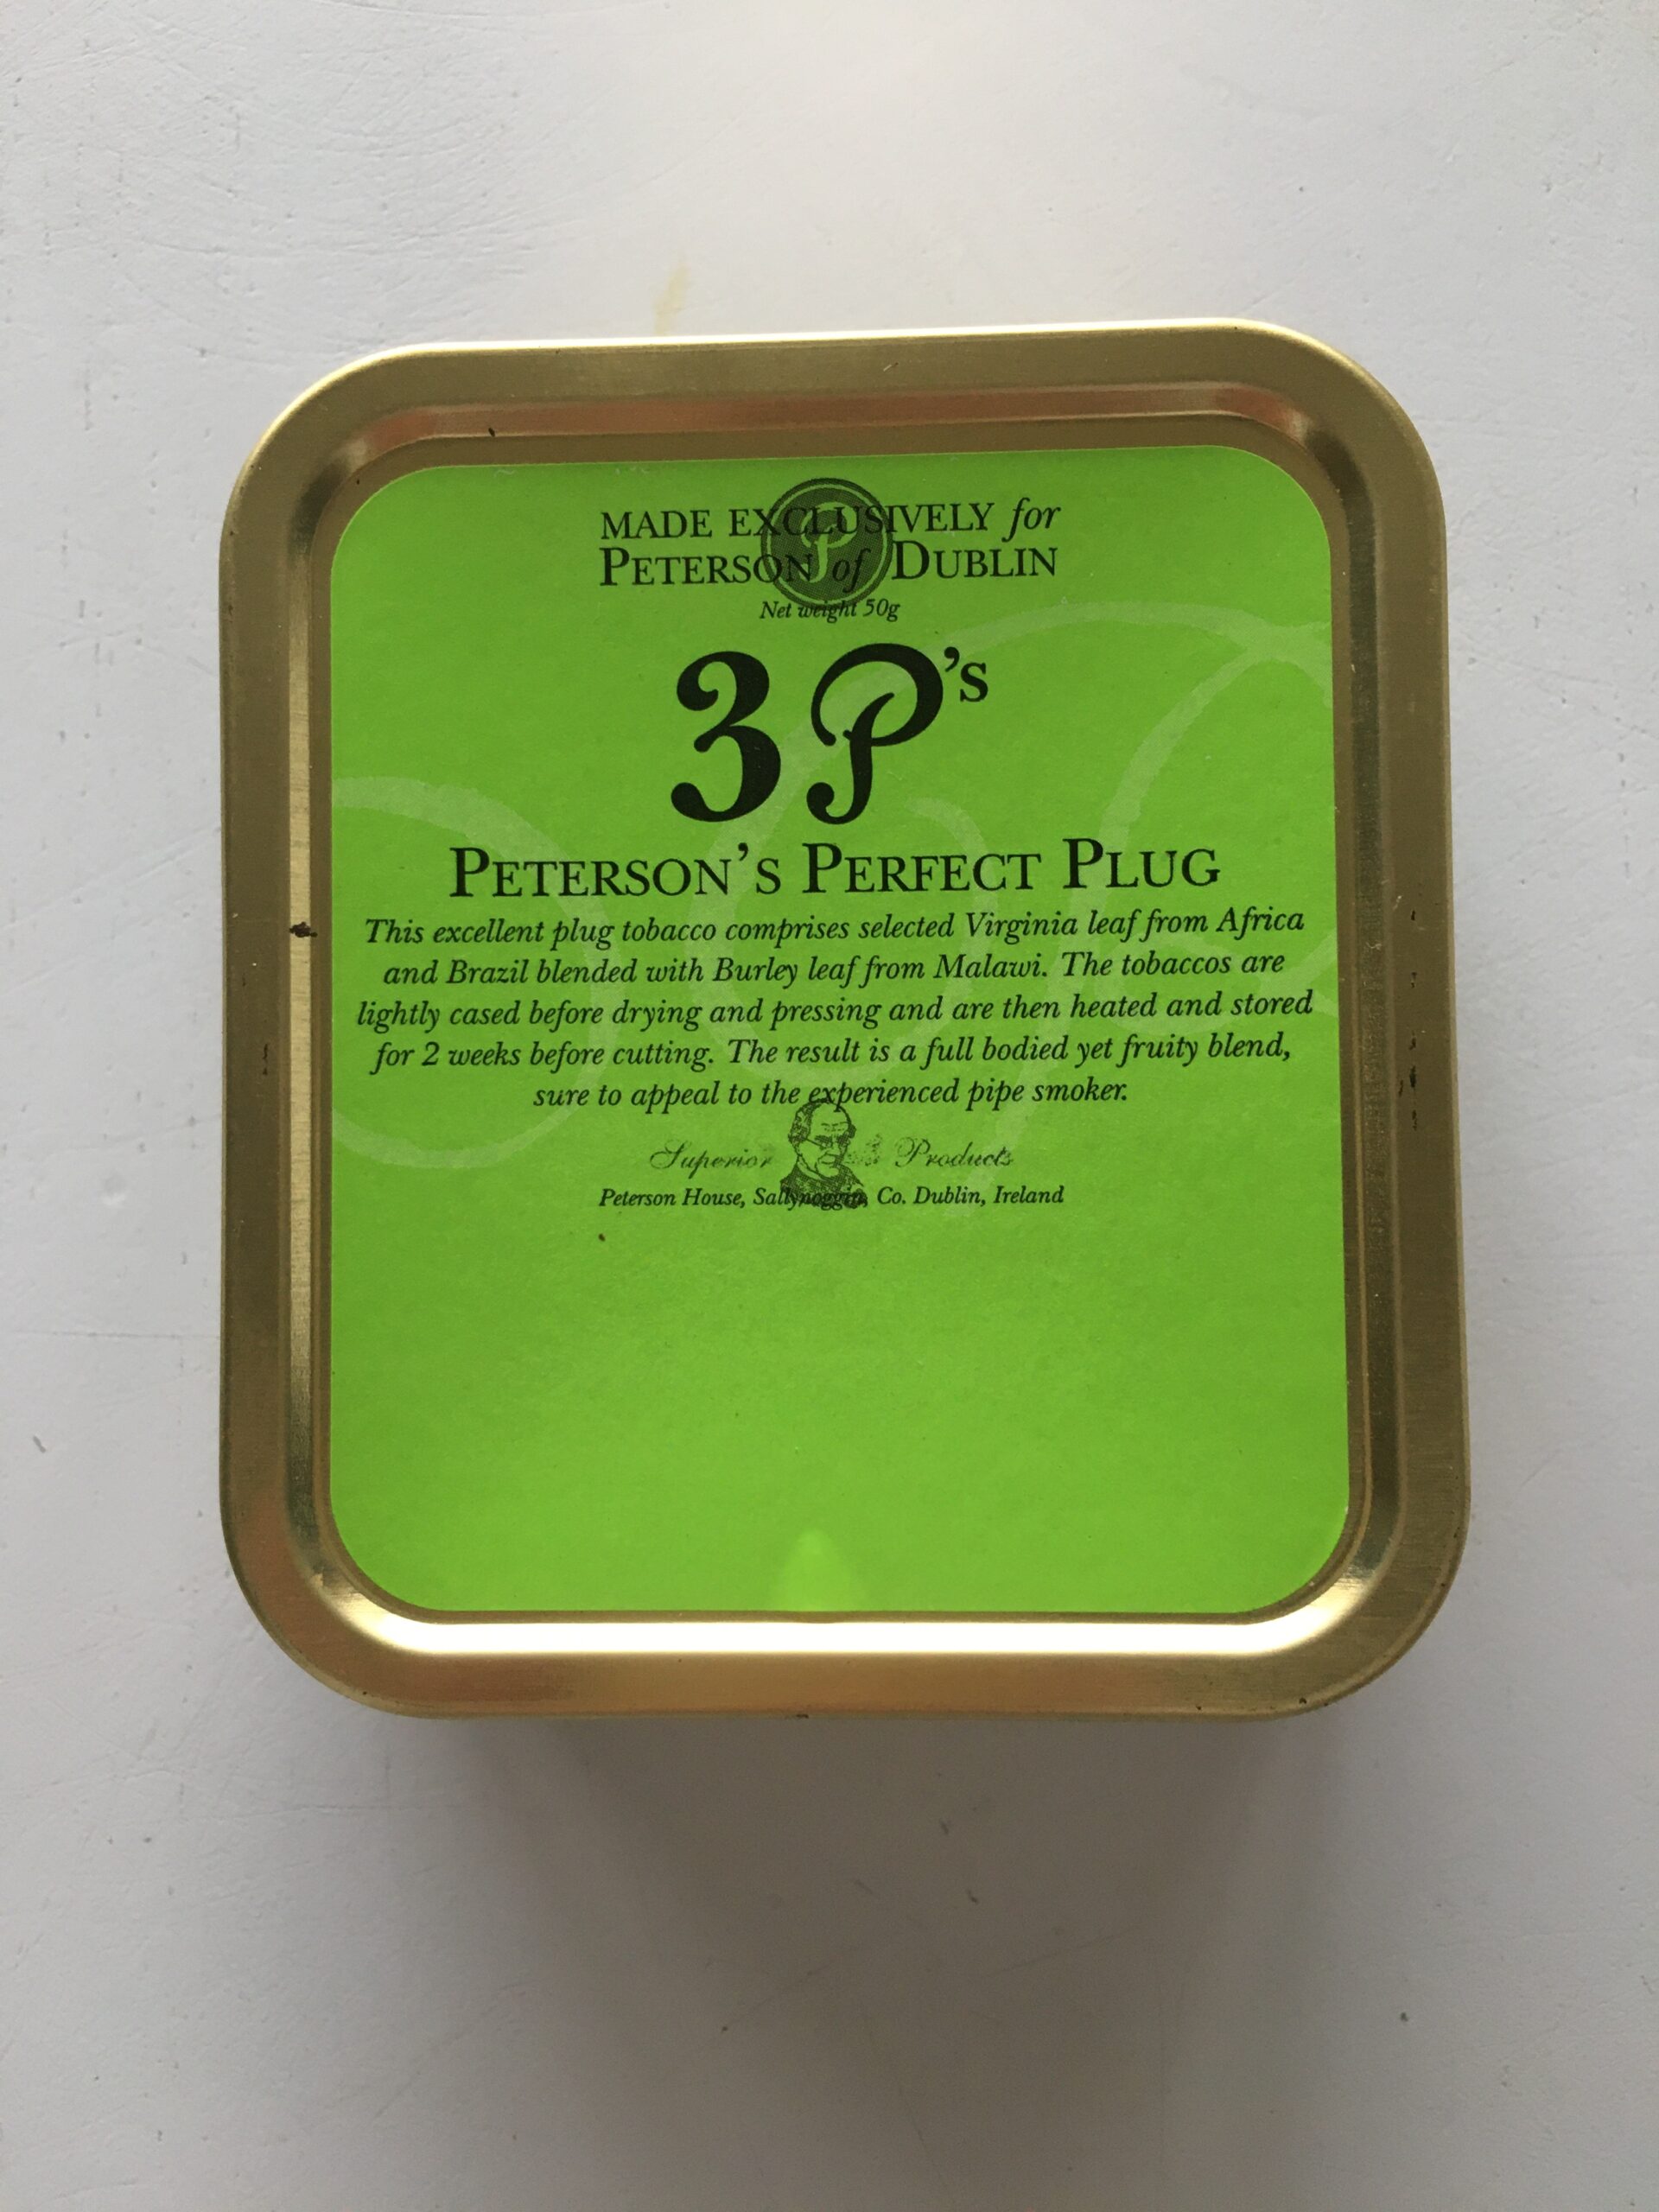 MADE EXCLUSIVELY for
PETERSON of DUBLIN
Net weight 50g
3P's
PETERSON'S PERFECT PLUG
This excellent plug tobacco comprises selected Virginia leaf from Africa
and Brazil blended with Burley leaf from Malawi. The tobaccos are
lightly cased before drying and pressing and are then heated and stored
for 2 weeks before cutting. The result is a full bodied yet fruity blend,
sure to appeal to the experienced pipe smoker.
Superior Products
Peterson House, Sallynoggin, Co. Dublin, Ireland